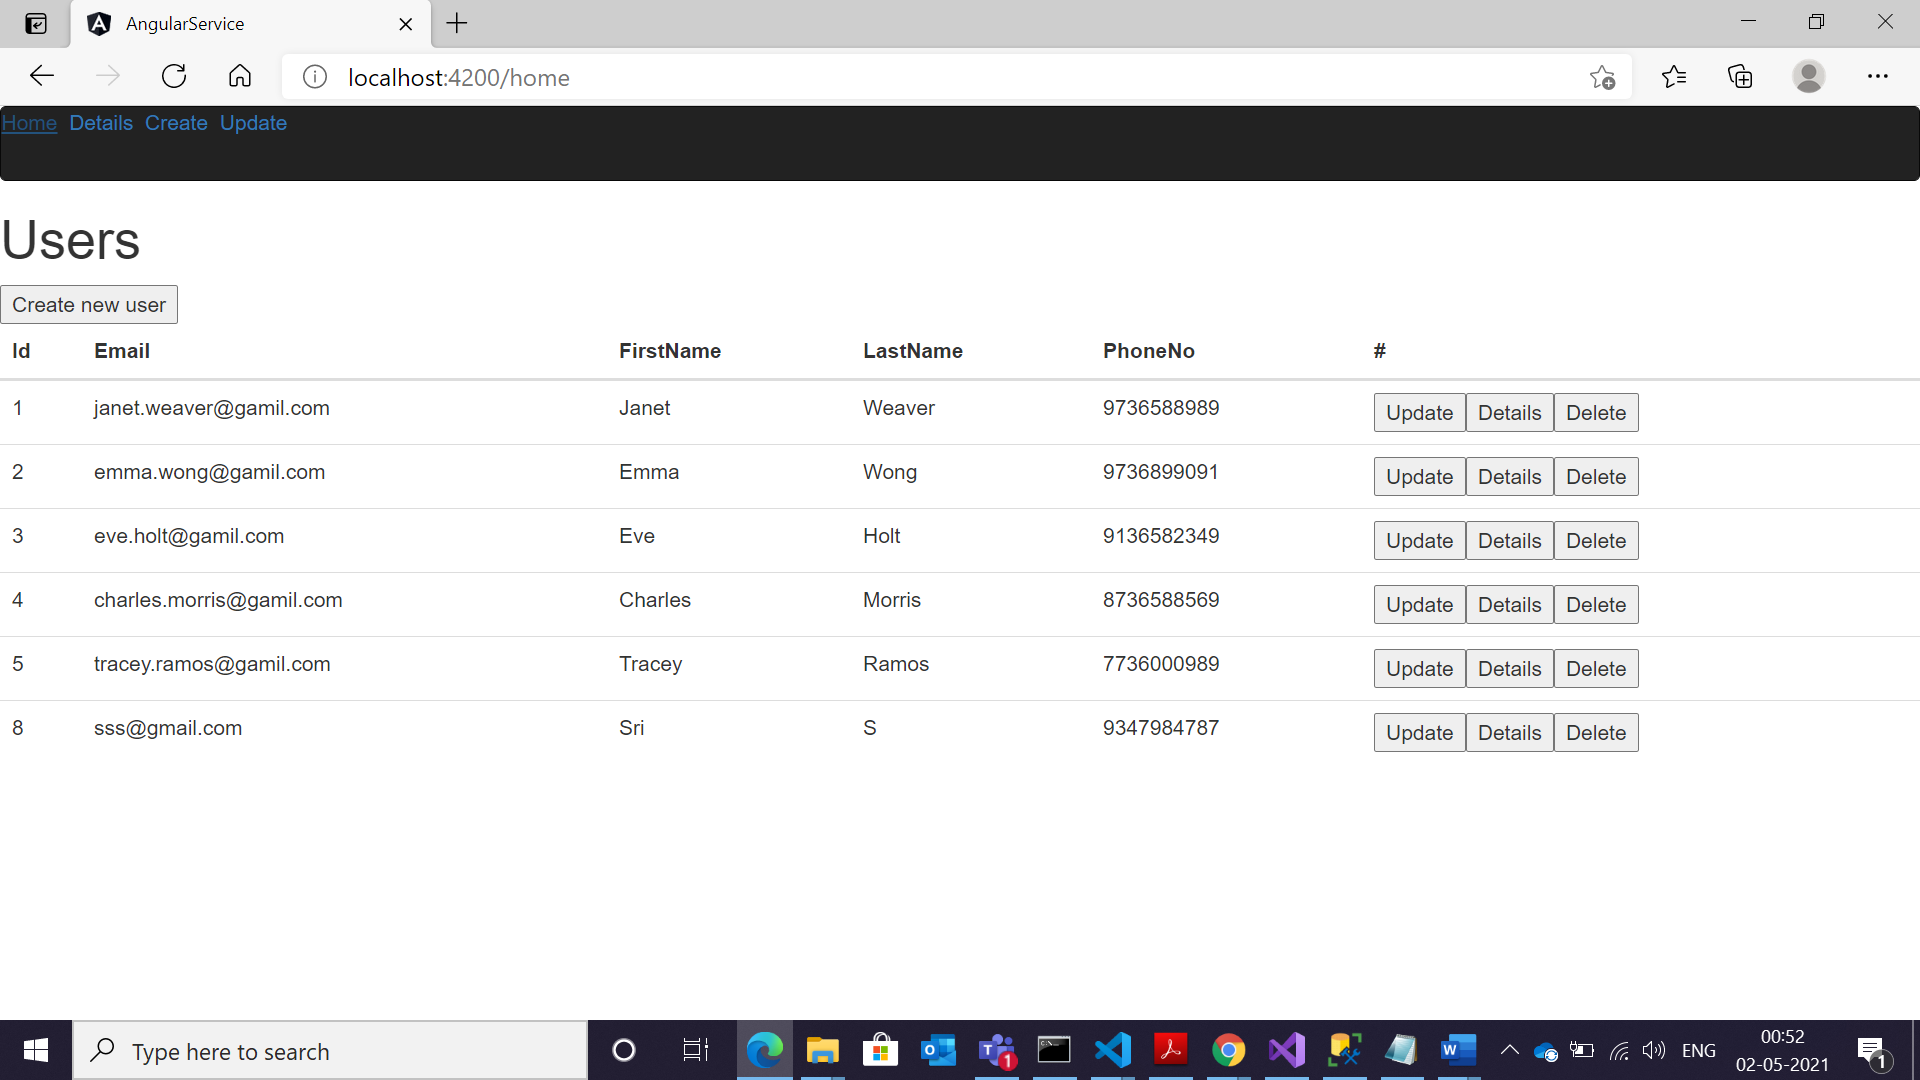 AngularService
localhost:4200/home
Home Details Create Update
Users
Create new user
Id Email FirstName LastName PhoneNo #
1 janet.weaver@gamil.com Janet Weaver 9736588989 Update Details Delete
2 emma.wong@gamil.com Emma Wong 9736899091 Update Details Delete
3 eve.holt@gamil.com Eve Holt 9136582349 Update Details Delete
4 charles.morris@gamil.com Charles Morris 8736588569 Update Details Delete
5 tracey.ramos@gamil.com Tracey Ramos 7736000989 Update Details Delete
8 sss@gmail.com Sri S 9347984787 Update Details Delete
Type here to search
1
ENG
00:52
02-05-2021
1